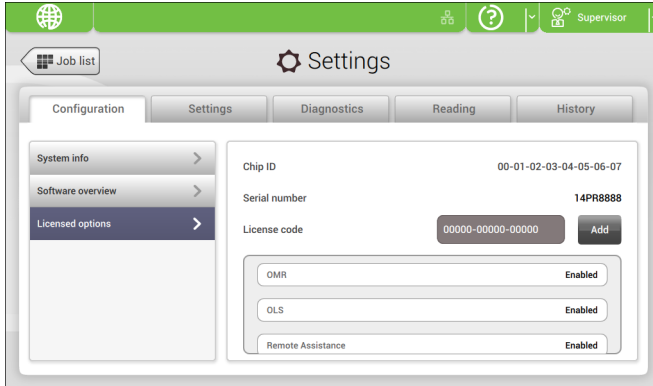 ? Supervisor
Job list Settings
Configuration Settings Diagnostics Reading History
System info
Software overview
Licensed options
Chip ID 00-01-02-03-04-05-06-07
Serial number 14PR8888
License code 00000-00000-00000 Add
OMR Enabled
OLS Enabled
Remote Assistance Enabled